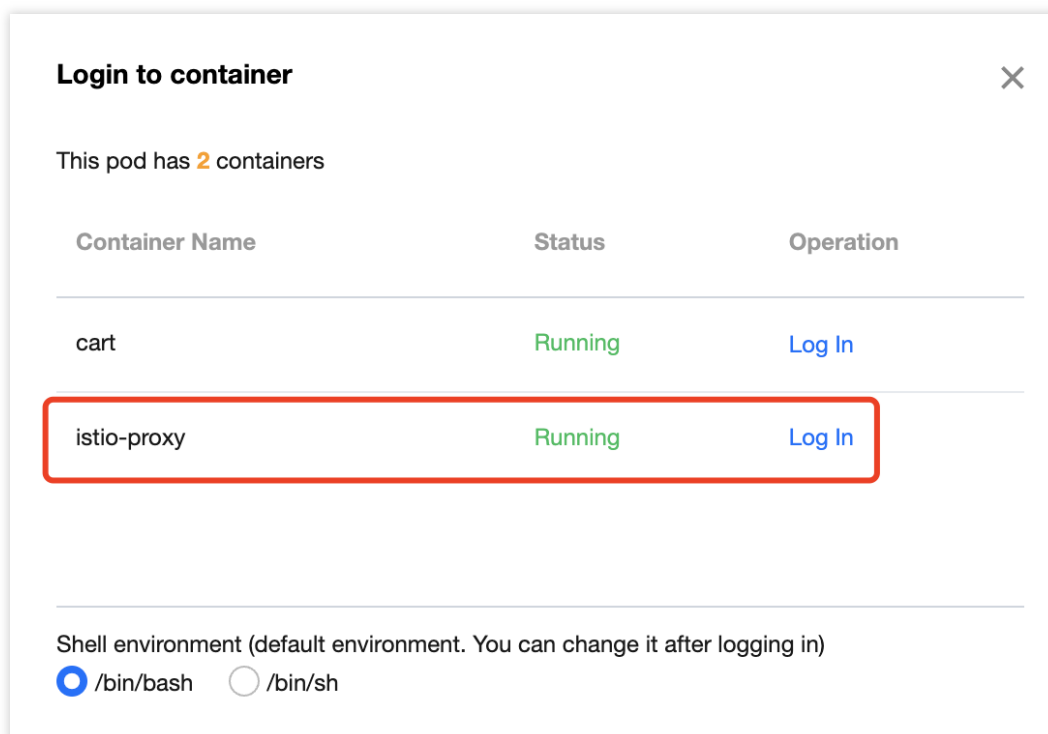 Login to container
This pod has 2 containers
Container Name Status Operation
cart Running Log In
istio-proxy Running Log In
Shell environment (default environment. You can change it after logging in)
/bin/bash /bin/sh